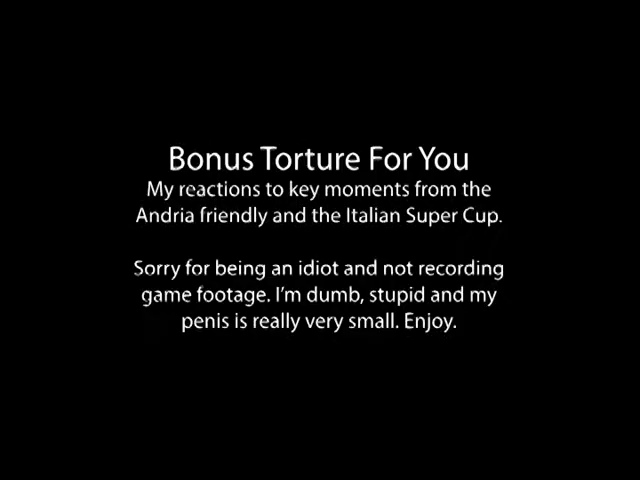 Bonus Torture For You
My reactions to key moments from the
Andria friendly and the Italian Super Cup.
Sorry for being an idiot and not recording
game footage. I'm dumb, stupid and my
penis is really very small. Enjoy.